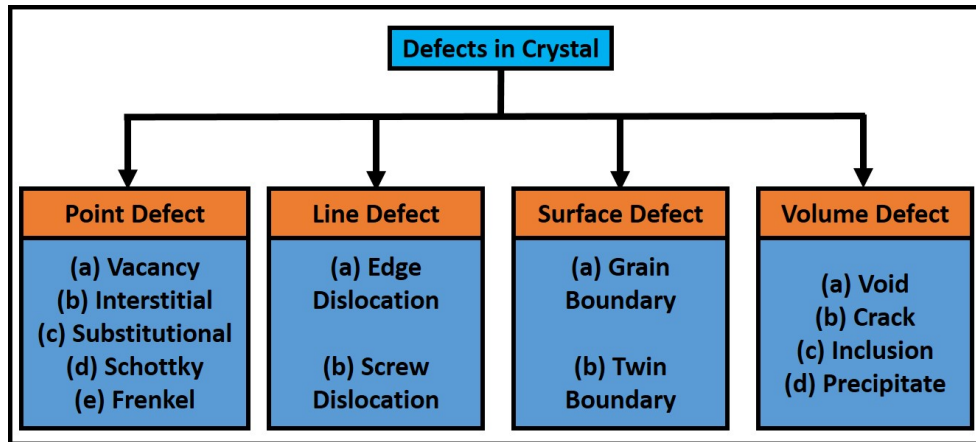 Defects in Crystal
Point Defect
(a) Vacancy
(b) Interstitial
(c) Substitutional
(d) Schottky
(e) Frenkel
Line Defect
(a) Edge
Dislocation
(b) Screw
Dislocation
Surface Defect
(a) Grain
Boundary
(b) Twin
Boundary
Volume Defect
(a) Void
(b) Crack
(c) Inclusion
(d) Precipitate